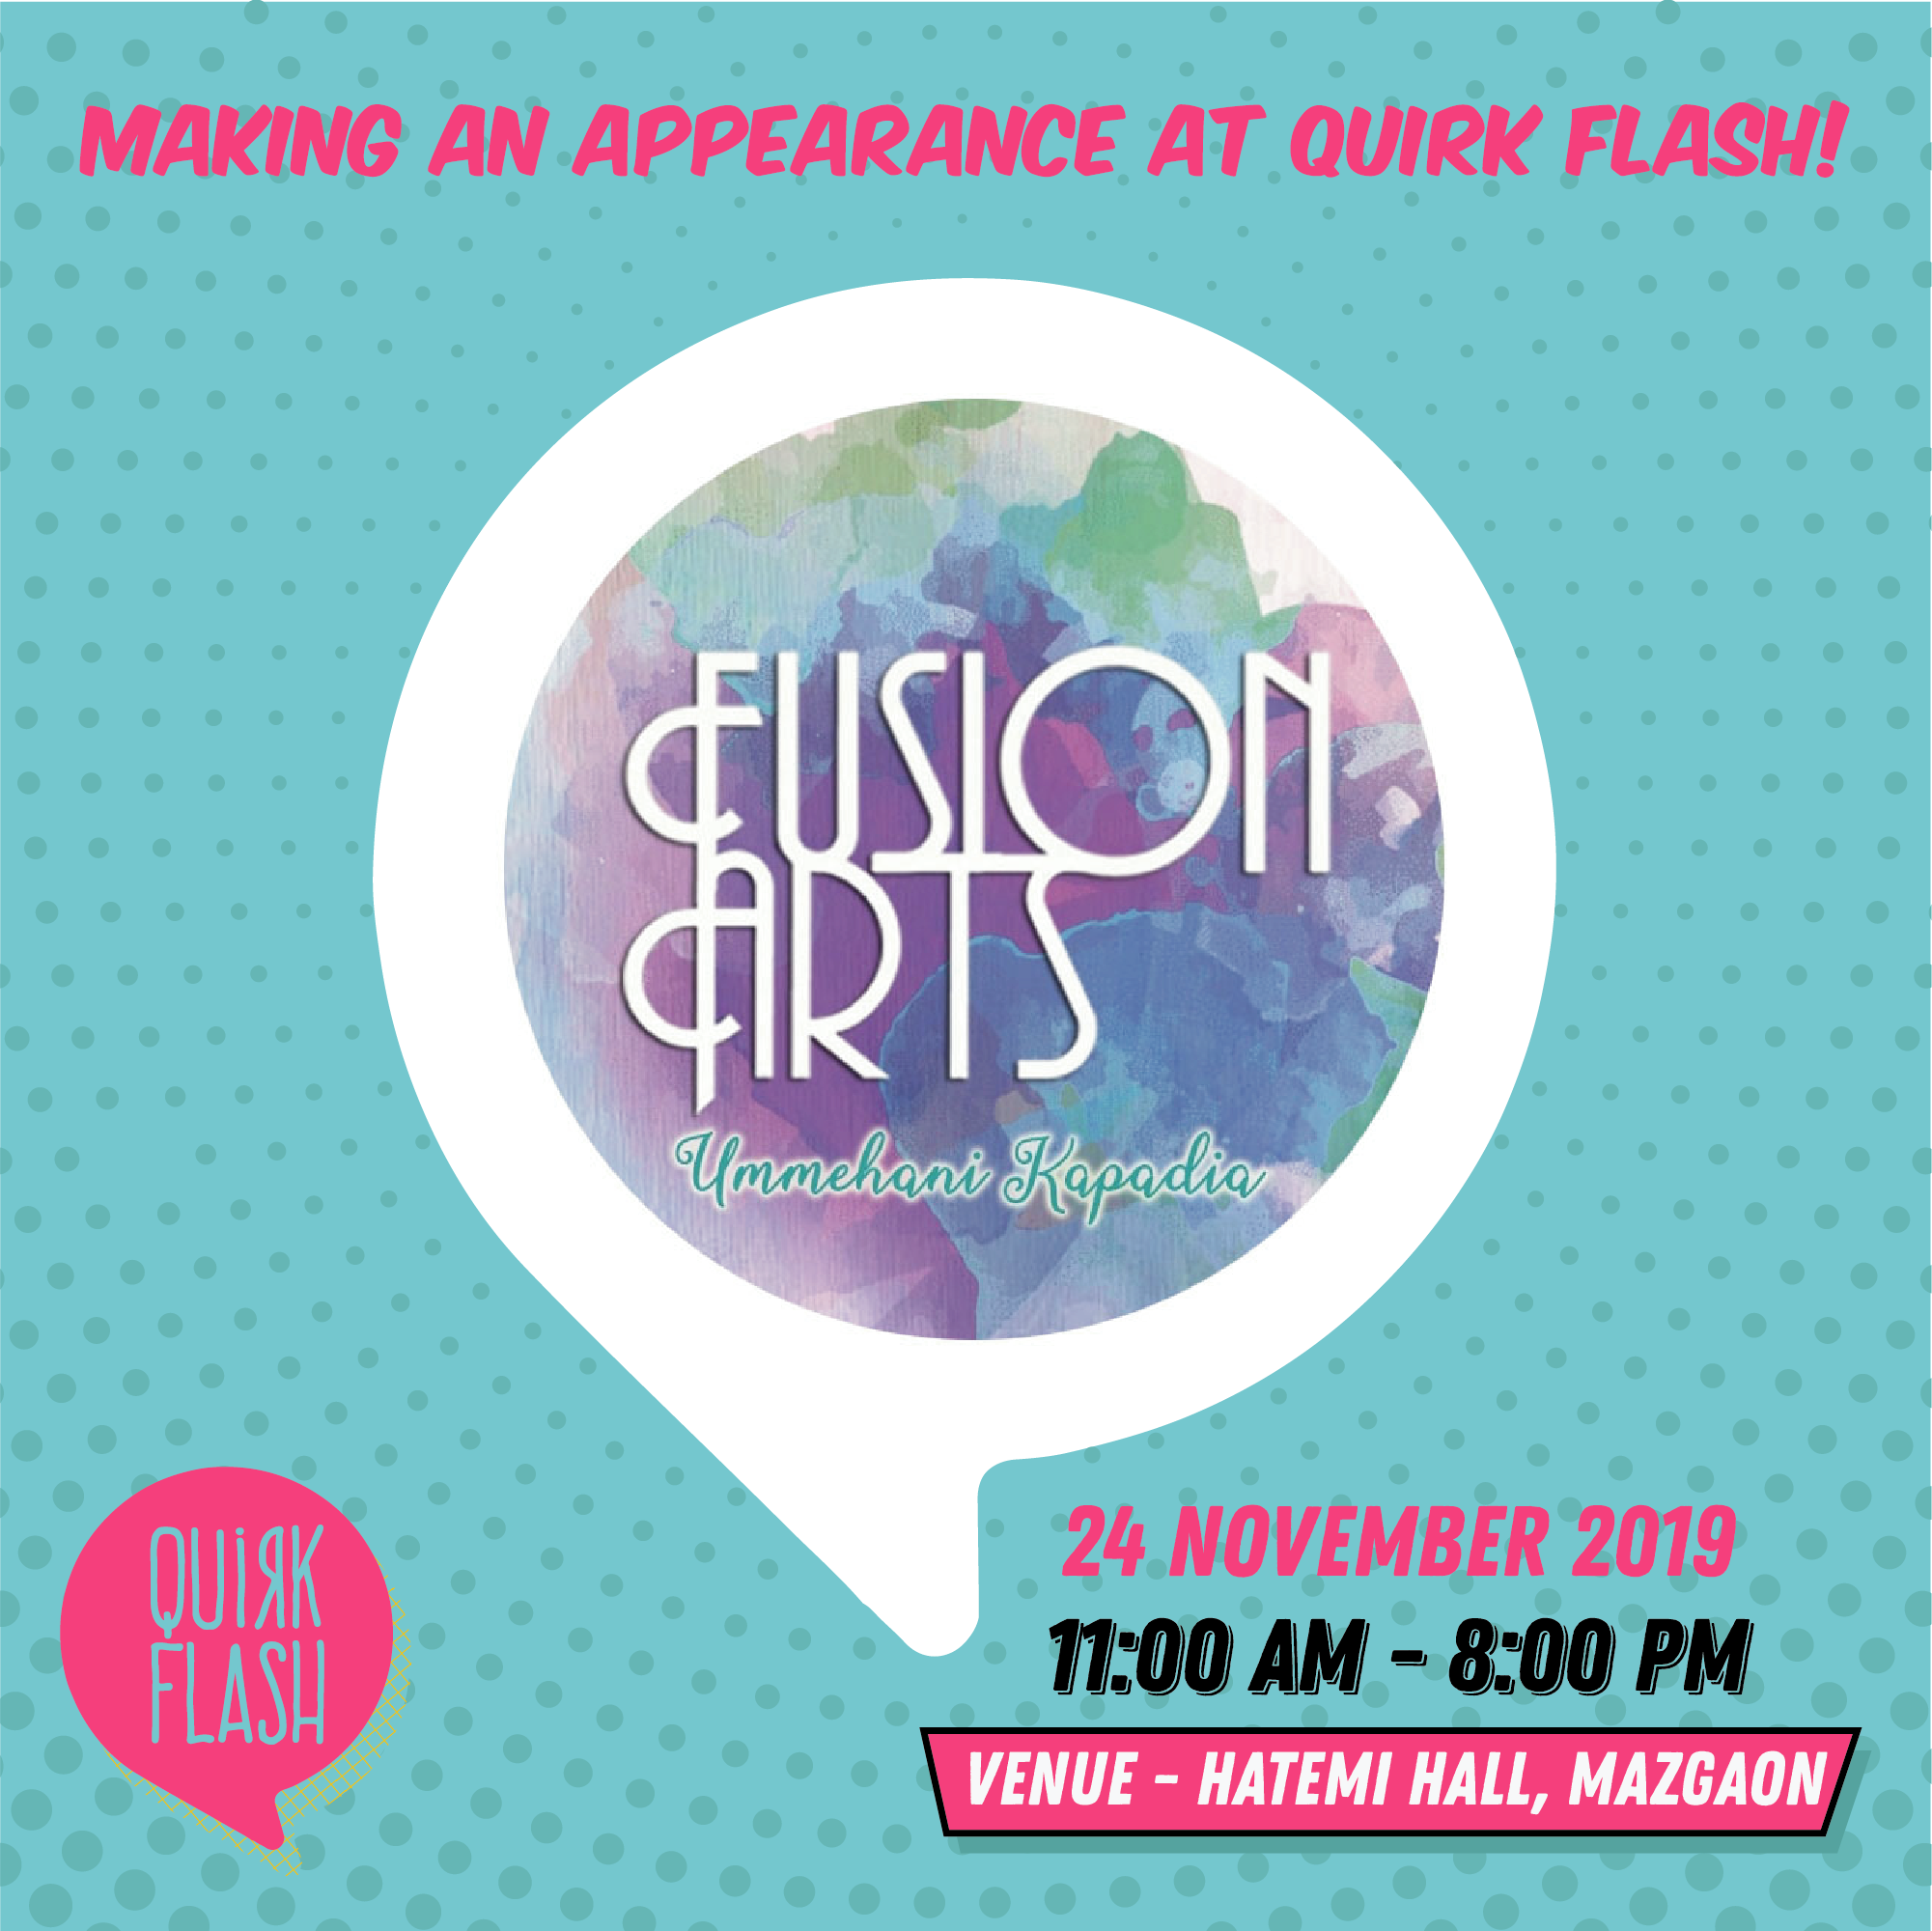 MAKING AN APPEARANCE AT QUIRK FLASH!
FUSION
ARTS
Ummehani Kapadia
QUiRK
FLASH
24 NOVEMBER 2019
11:00 AM - 8:00 PM
VENUE - HATEMI HALL, MAZGAON